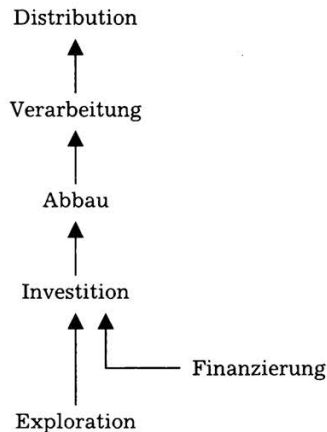 Distribution
Verarbeitung
Abbau
Investition
Finanzierung
Exploration